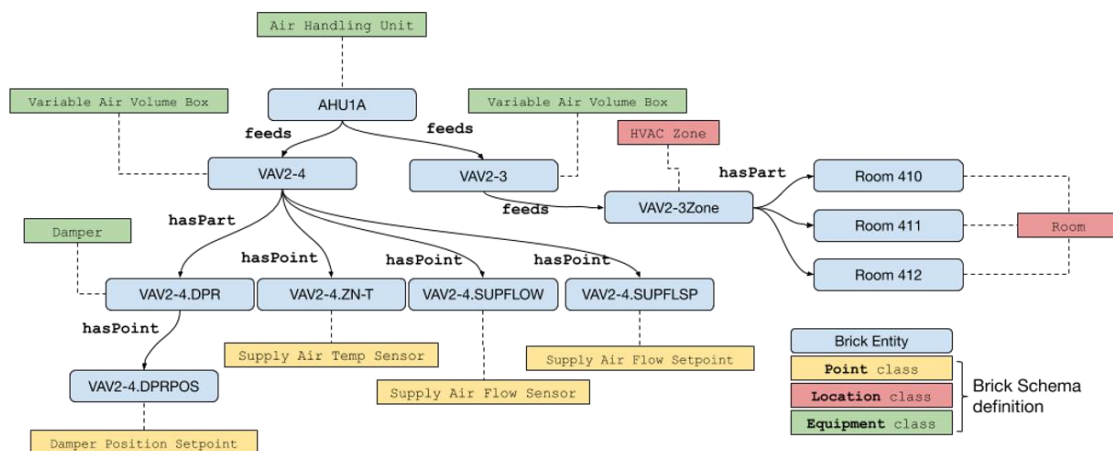 Air Handling Unit
Variable Air Volume Box
AHU1A
Variable Air Volume Box
feeds
feeds
HVAC Zone
VAV2-4
VAV2-3
hasPart
Room 410
feeds
VAV2-3Zone
Damper
hasPart
Room 411
Room
hasPoint
hasPoint
hasPoint
Room 412
VAV2-4.DPR
VAV2-4.ZN-T
VAV2-4.SUPFLOW
VAV2-4.SUPFLSP
hasPoint
Supply Air Temp Sensor
Supply Air Flow Setpoint
VAV2-4.DPRPOS
Supply Air Flow Sensor
Damper Position Setpoint
Brick Entity
Point class
Location class
Equipment class
Brick Schema
definition